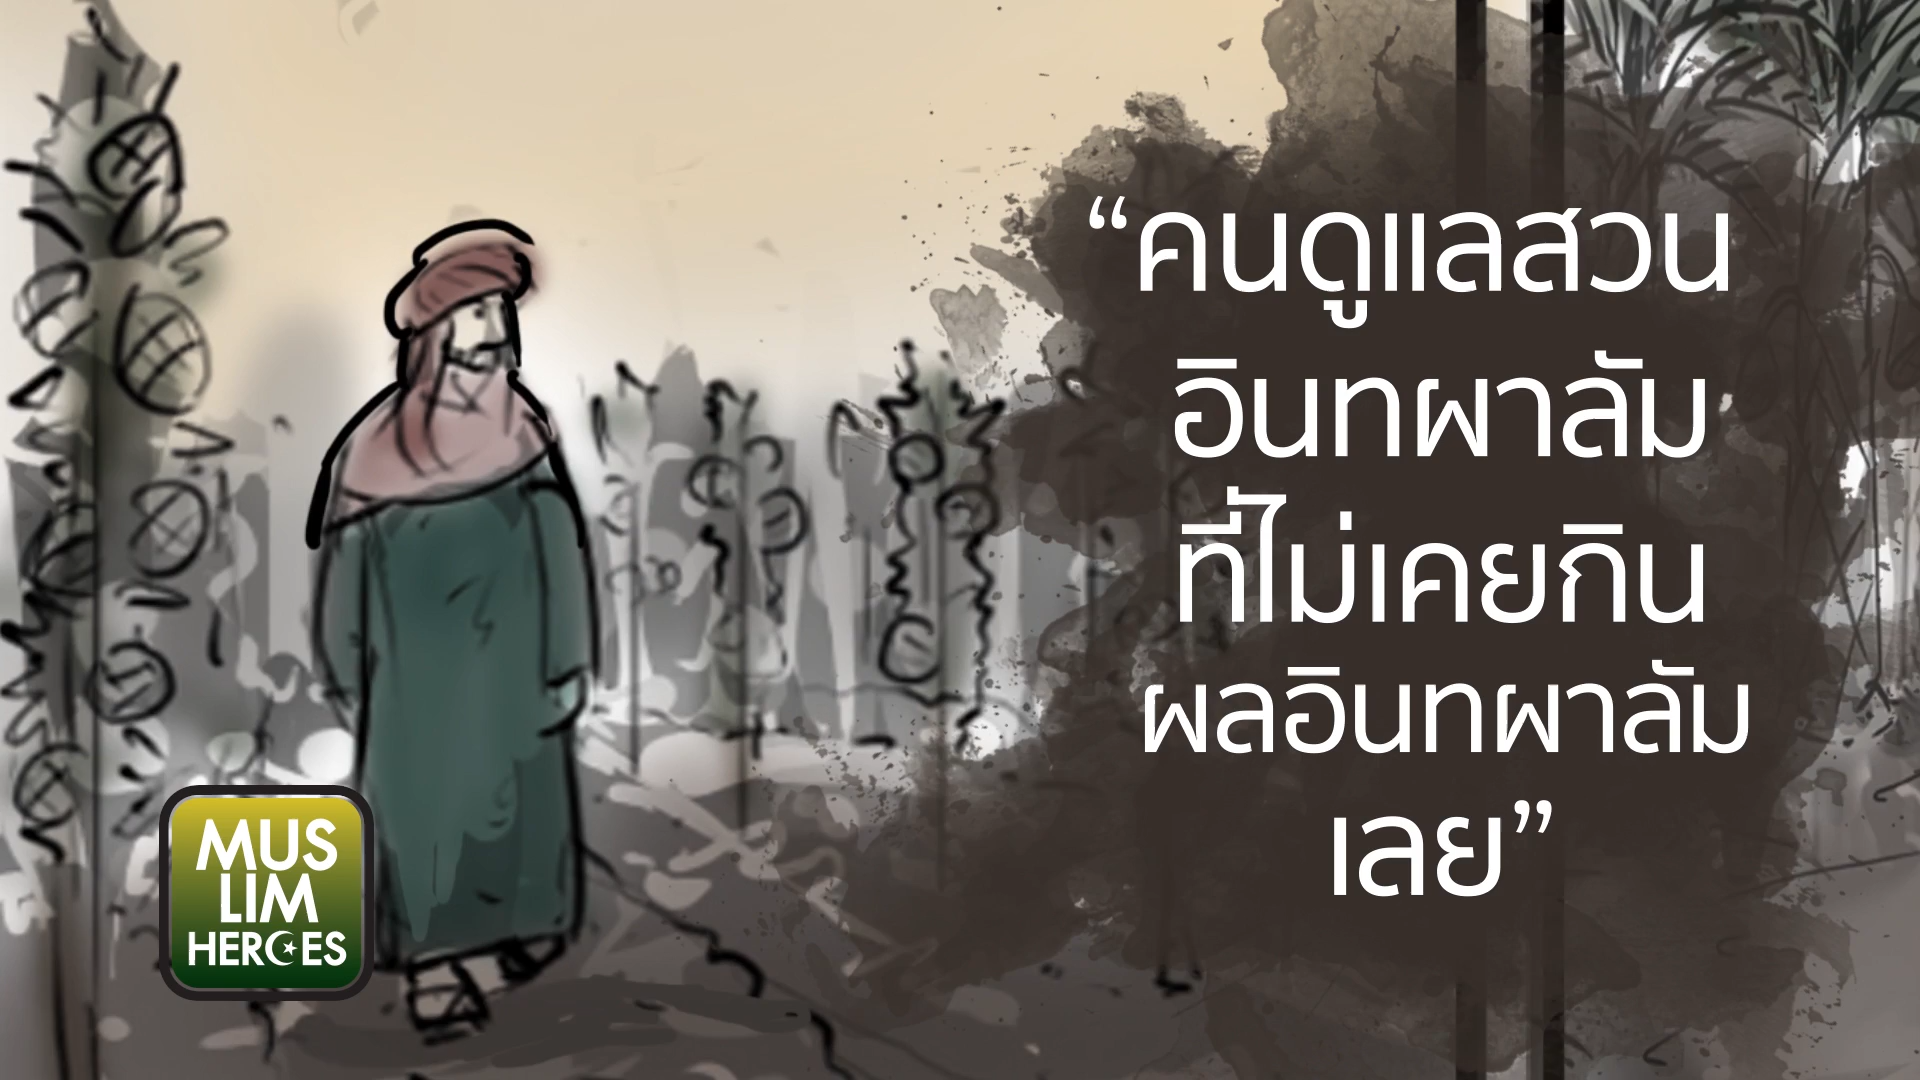 “คนดูแลสวน
อินทผาลัม
ที่ไม่เคยกิน
ผลอินทผาลัม
เลย”
MUS
LIM
HEROES